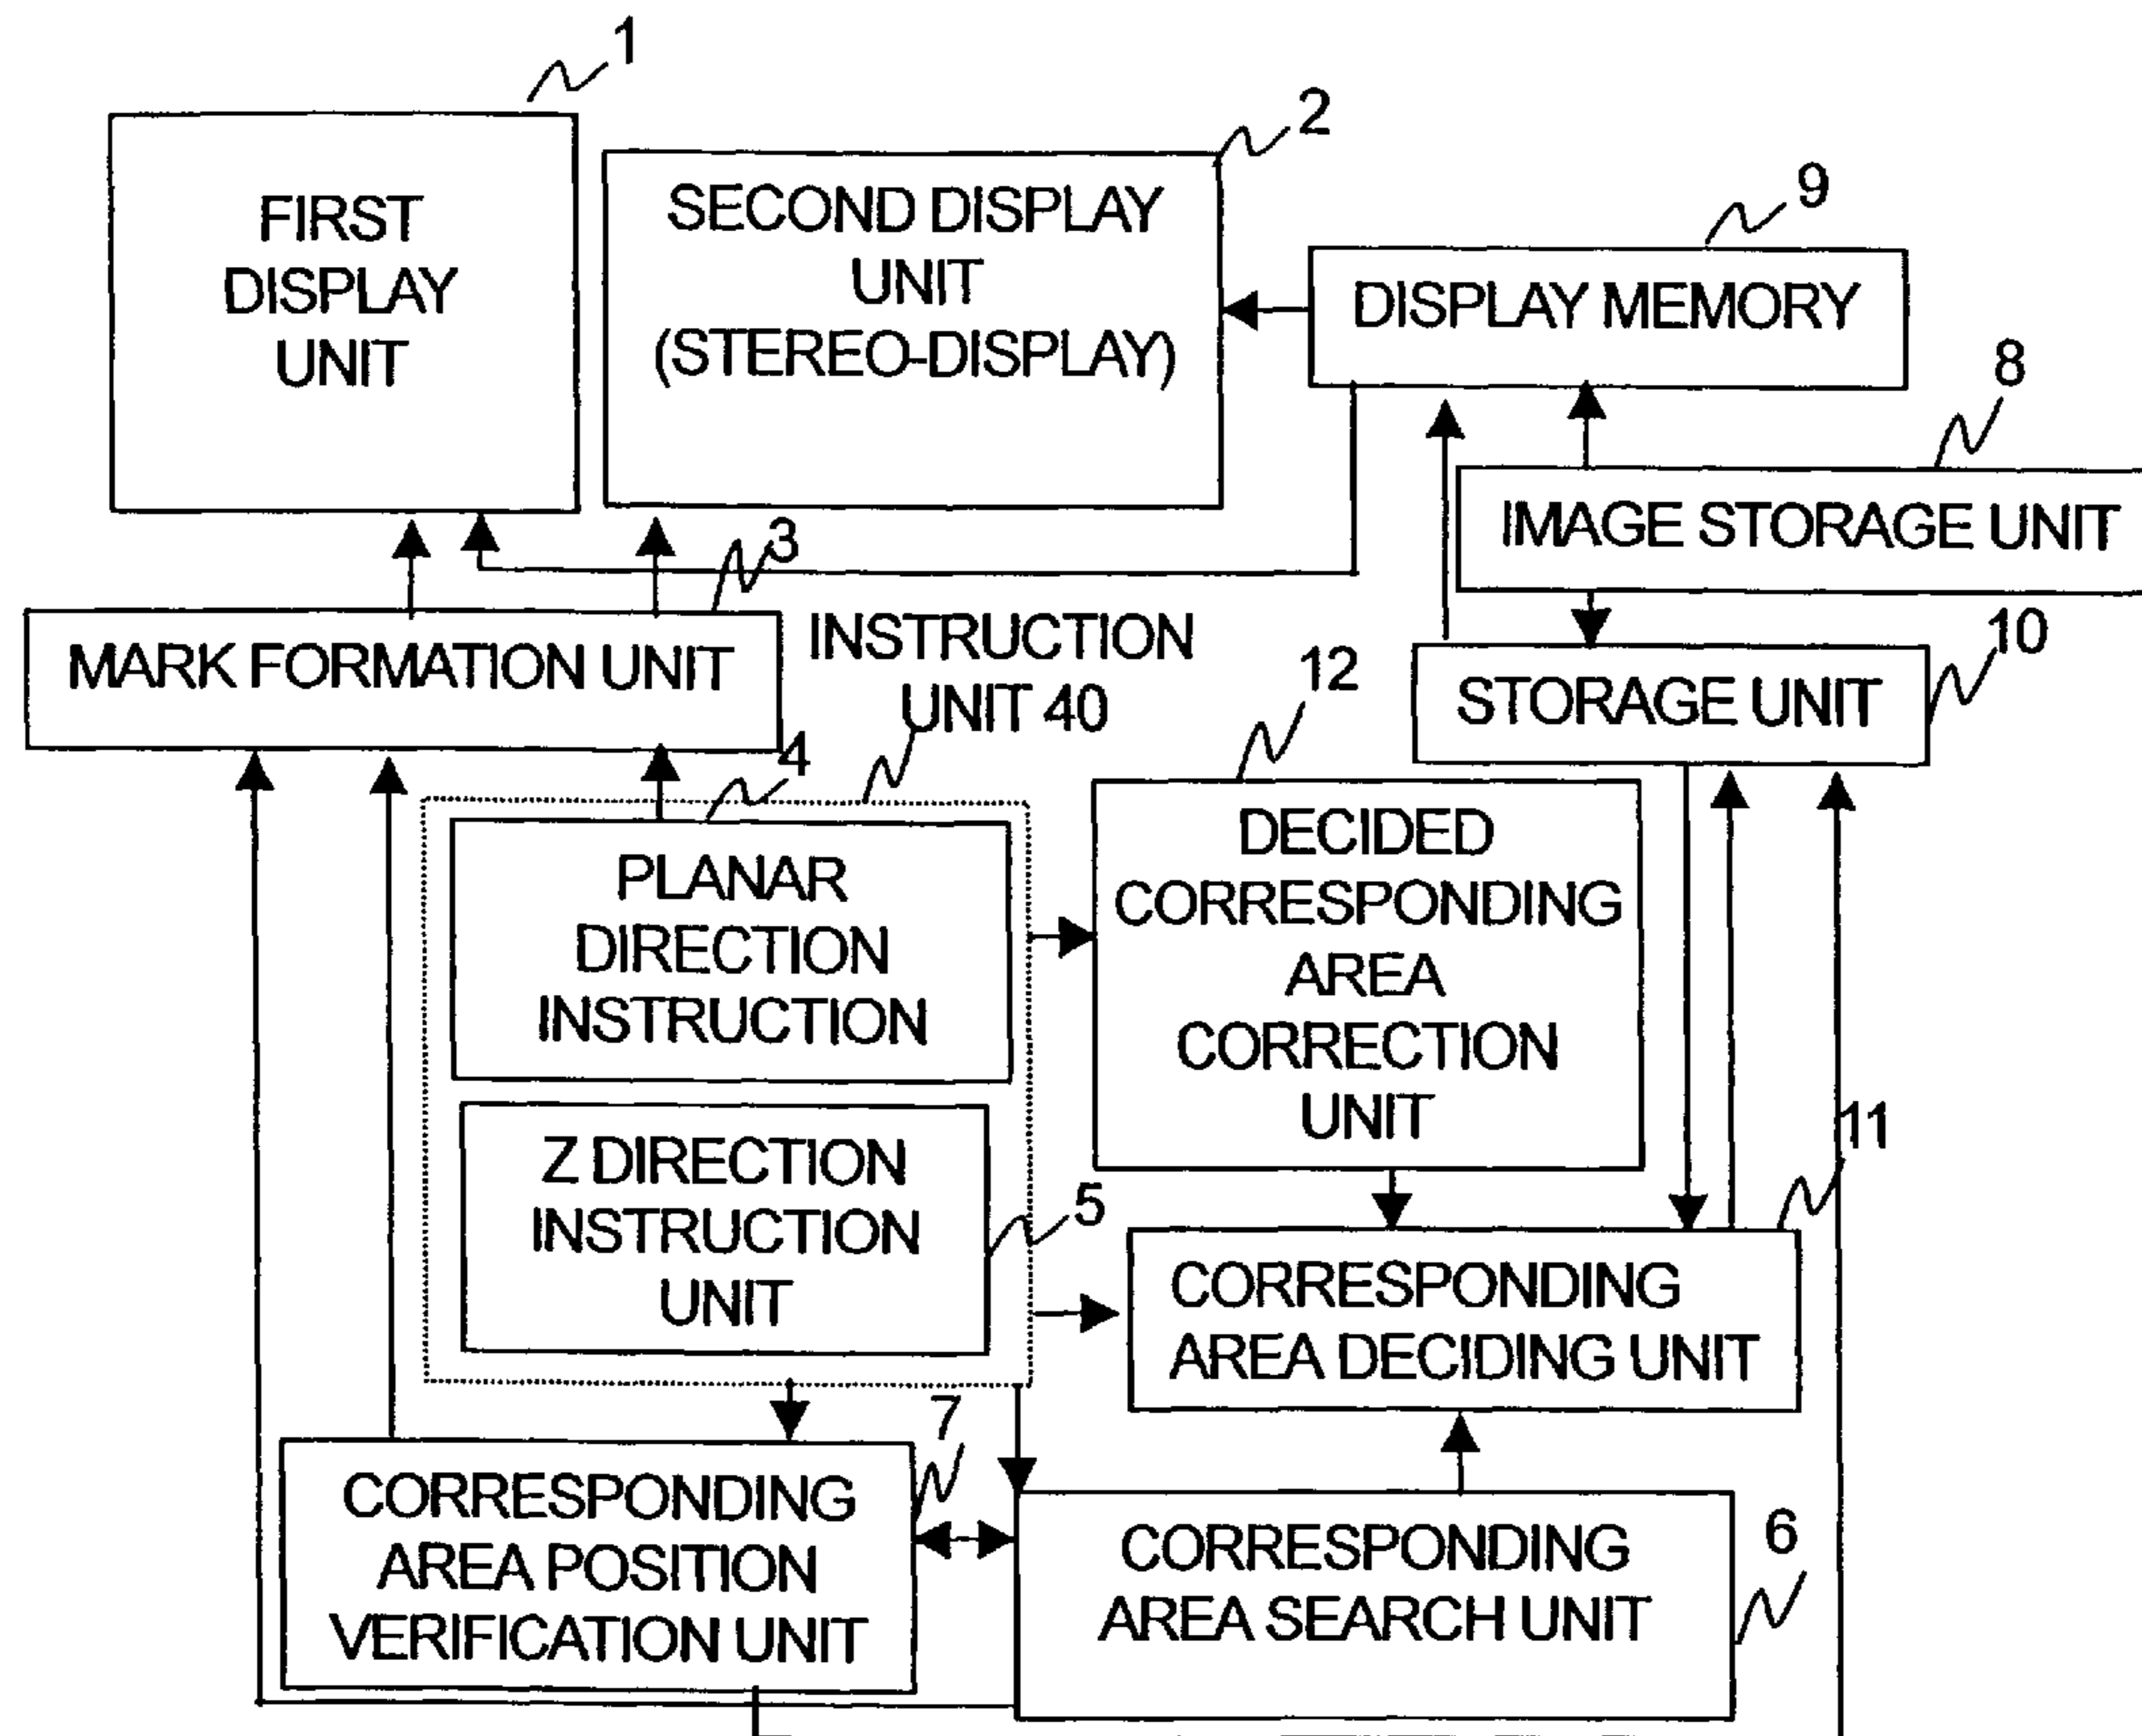 1
2
FIRST
DISPLAY
UNIT
SECOND DISPLAY
UNIT
(STEREO-DISPLAY)
9
DISPLAY MEMORY
8
IMAGE STORAGE UNIT
3
MARK FORMATION UNIT
INSTRUCTION
UNIT 40
10
STORAGE UNIT
12
4
PLANAR
DIRECTION
INSTRUCTION
DECIDED
CORRESPONDING
AREA
CORRECTION
UNIT
Z DIRECTION
INSTRUCTION
UNIT
5
11
CORRESPONDING
AREA DECIDING UNIT
7
CORRESPONDING
AREA POSITION
VERIFICATION UNIT
CORRESPONDING
AREA SEARCH UNIT
6